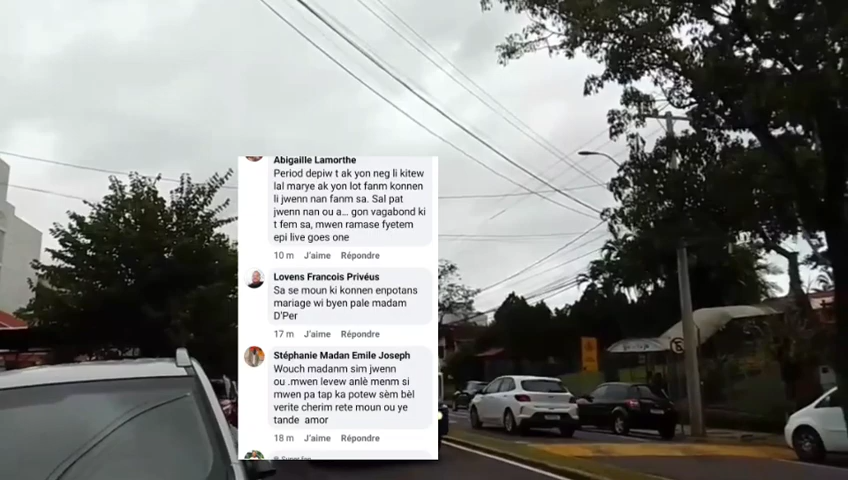 Abigaille Lamorthe
Period depiw t ak yon neg li kitew
lal marye ak yon lot fanm konnen
li jwenn nan fanm sa. Sal pat
jwenn nan ou a… gon vagabond ki
t fem sa, mwen ramase fyetem
epi live goes one
10 m J'aime Répondre
Lovens Francois Privéus
Sa se moun ki konnen enpotans
mariage wi byen pale madam
D'Per
17 m J'aime Répondre
Stéphanie Madan Emile Joseph
Wouch madanm sim jwenn
ou .mwen levew anlè menm si
mwen pa tap ka potew sèm bèl
verite cherim rete moun ou ye
tande amor
18 m J'aime Répondre